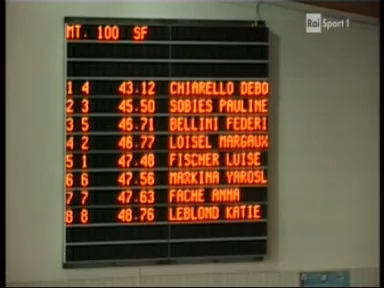 Rai Sport 1
MT. 100 SF
1 4 43.12 CHIARELLO DEBO
2 3 45.50 SOBIES PAULINE
3 5 46.71 BELLINI FEDERI
4 2 46.77 LOISEL MARGAUX
5 1 47.48 FISCHER LUISE
6 6 47.56 MARKINA YAROSL
7 7 47.63 FACHE ANNA
8 8 48.76 LEBLOND KATIE